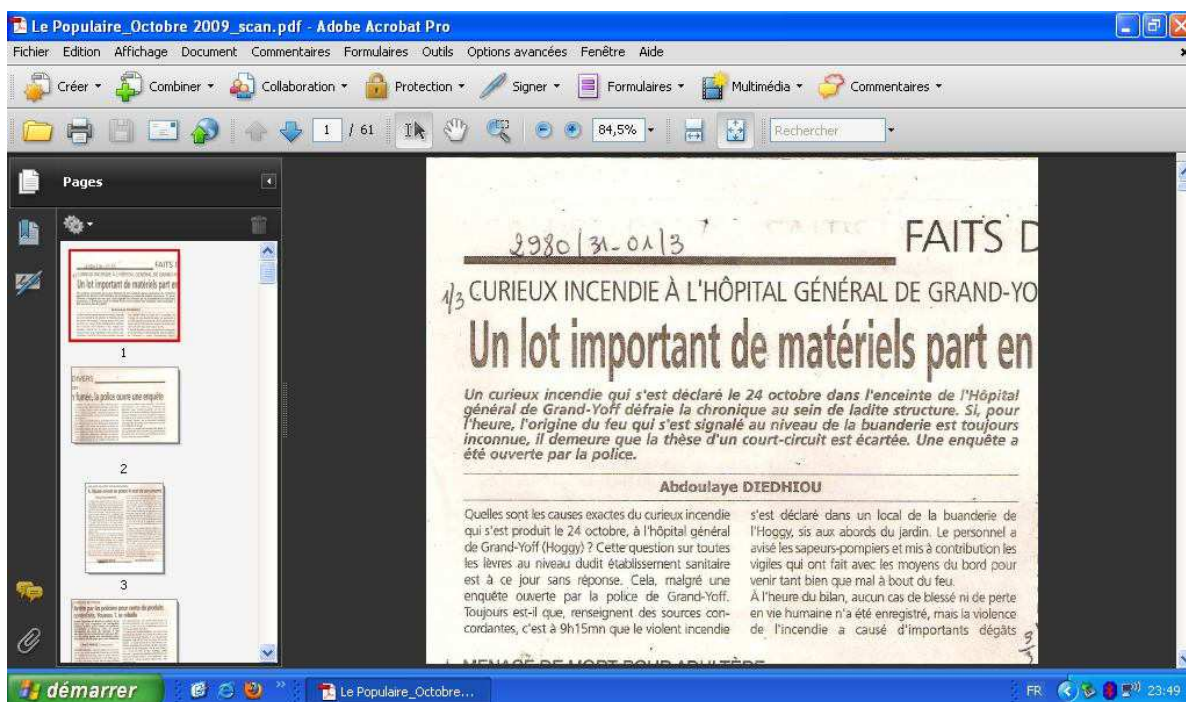 Le Populaire_Octobre 2009_scan.pdf - Adobe Acrobat Pro
Fichier Edition Affichage Document Commentaires Formulaires Outils Options avancées Fenêtre Aide
Créer Combiner Collaboration Protection Signer Formulaires Multimédia Commentaires
1 / 61 84,5% Rechercher
Pages
1
2
3
2980/31-01/3
FAITS D
1/3 CURIEUX INCENDIE À L'HÔPITAL GÉNÉRAL DE GRAND-YO
Un lot important de matériels part en
Un curieux incendie qui s'est déclaré le 24 octobre dans l'enceinte de l'Hôpital
général de Grand-Yoff défraie la chronique au sein de ladite structure. Si, pour
l'heure, l'origine du feu qui s'est signalé au niveau de la buanderie est toujours
inconnue, il demeure que la thèse d'un court-circuit est écartée. Une enquête a
été ouverte par la police.
Abdoulaye DIEDHIOU
Quelles sont les causes exactes du curieux incendie
qui s'est produit le 24 octobre, à l'hôpital général
de Grand-Yoff (Hoggy) ? Cette question sur toutes
les lèvres au niveau dudit établissement sanitaire
est à ce jour sans réponse. Cela, malgré une
enquête ouverte par la police de Grand-Yoff.
Toujours est-il que, renseignent des sources con-
cordantes, c'est à 9h15mn que le violent incendie
s'est déclaré dans un local de la buanderie de
l'Hoggy, sis aux abords du jardin. Le personnel a
avisé les sapeurs-pompiers et mis à contribution les
vigiles qui ont fait avec les moyens du bord pour
venir tant bien que mal à bout du feu.
A l'heure du bilan, aucun cas de blessé ni de perte
en vie humaine n'a été enregistré, mais la violence
de l'incendie a causé d'importants dégâts
MENACE DE MORT POUR ADULTÈRE
démarrer
Le Populaire_Octobre...
FR 23:49